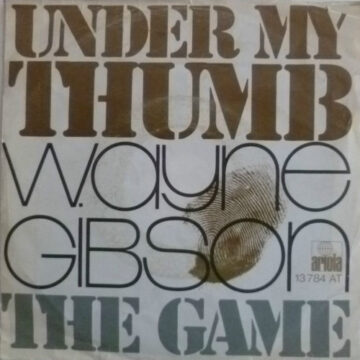 UNDER MY
THUMB
W.ayne
GIBSON
ariola
13 784 AT
THE GAME